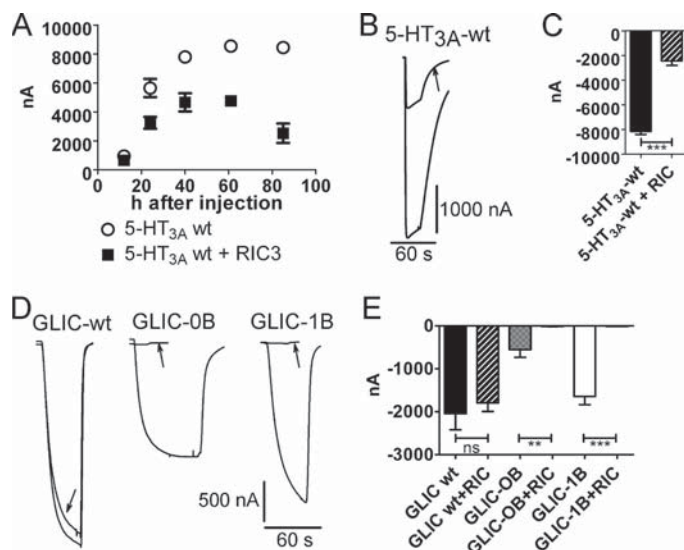 A
10000
8000
6000
4000
2000
0
nA
0 20 40 60 80 100
h after injection
5-HT3A wt
5-HT3A wt + RIC3
B
5-HT3A-wt
1000 nA
60 s
C
0
-2000
-4000
-6000
-8000
-10000
nA
***
5-HT3A-wt
5-HT3A-wt + RIC
D
GLIC-wt
GLIC-0B
GLIC-1B
500 nA
60 s
E
0
-1000
-2000
-3000
nA
ns
**
***
GLIC wt
GLIC wt+RIC
GLIC-OB
GLIC-OB+RIC
GLIC-1B
GLIC-1B+RIC